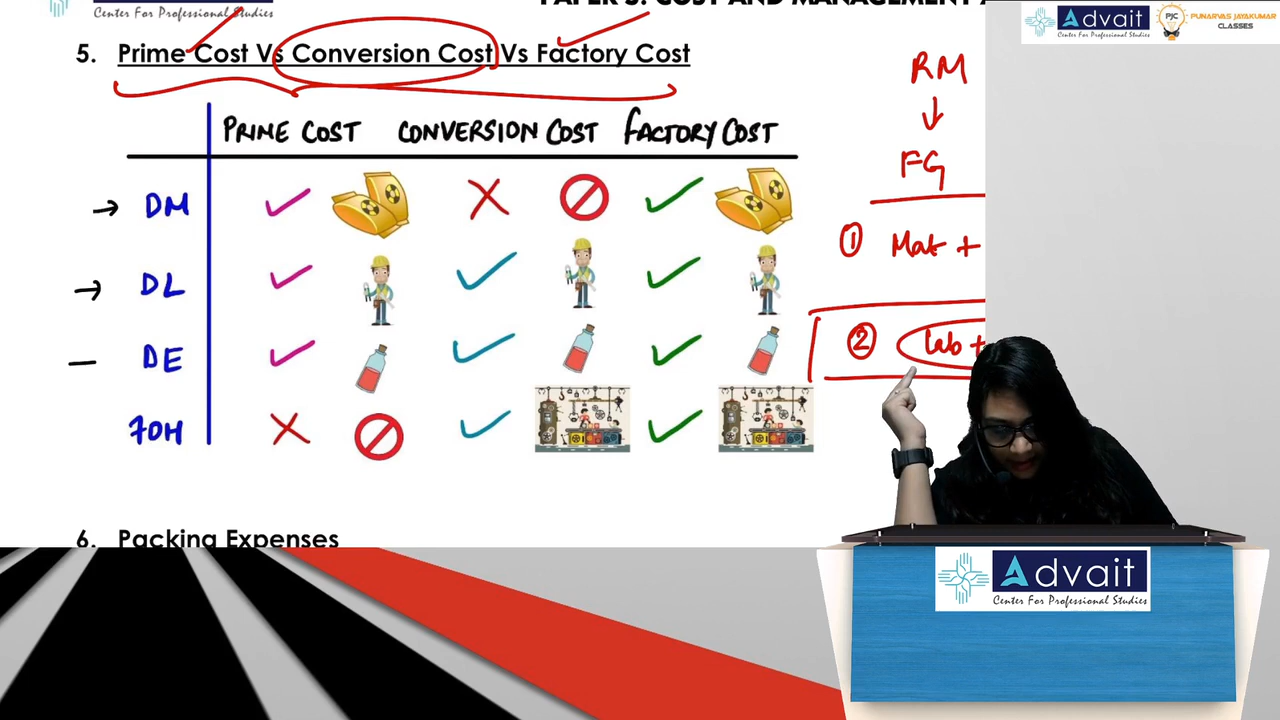 Center For Professional Studies
PAPER 3: COST AND MANAGEMENT
Advait
Center For Professional Studies
PJC
PUNARVAS JAYAKUMAR
CLASSES
5. Prime Cost Vs Conversion Cost Vs Factory Cost
PRIME COST CONVERSION COST FACTORY COST
DM
DL
DE
FOH
RM
FG
① Mat +
② Lab +
6. Packing Expenses
Advait
Center For Professional Studies